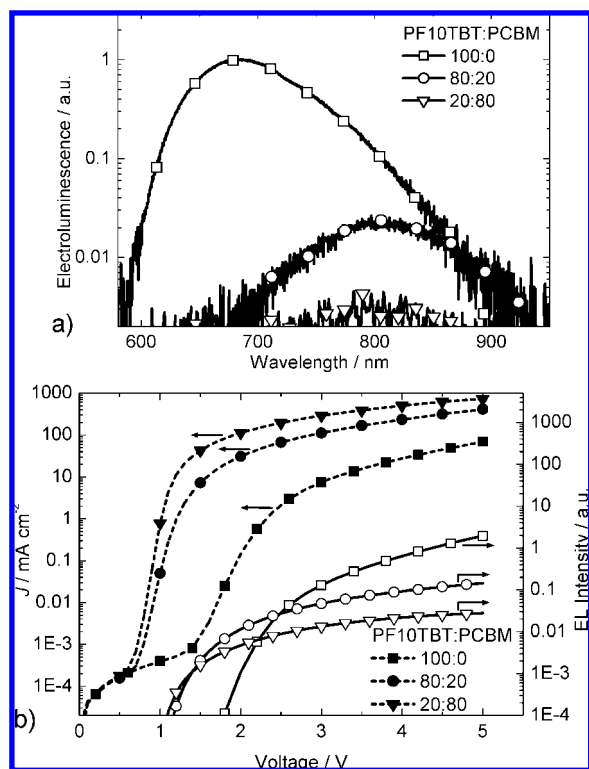 PF10TBT:PCBM
100:0
80:20
20:80
Electroluminescence / a.u.
1
0.1
0.01
a)
600 700 800 900
Wavelength / nm
1000
100
10
1
0.1
0.01
1E-3
1E-4
J / mA cm-2
1000
100
10
1
0.1
0.01
1E-3
1E-4
EL Intensity / a.u.
PF10TBT:PCBM
100:0
80:20
20:80
b)
0 1 2 3 4 5
Voltage / V